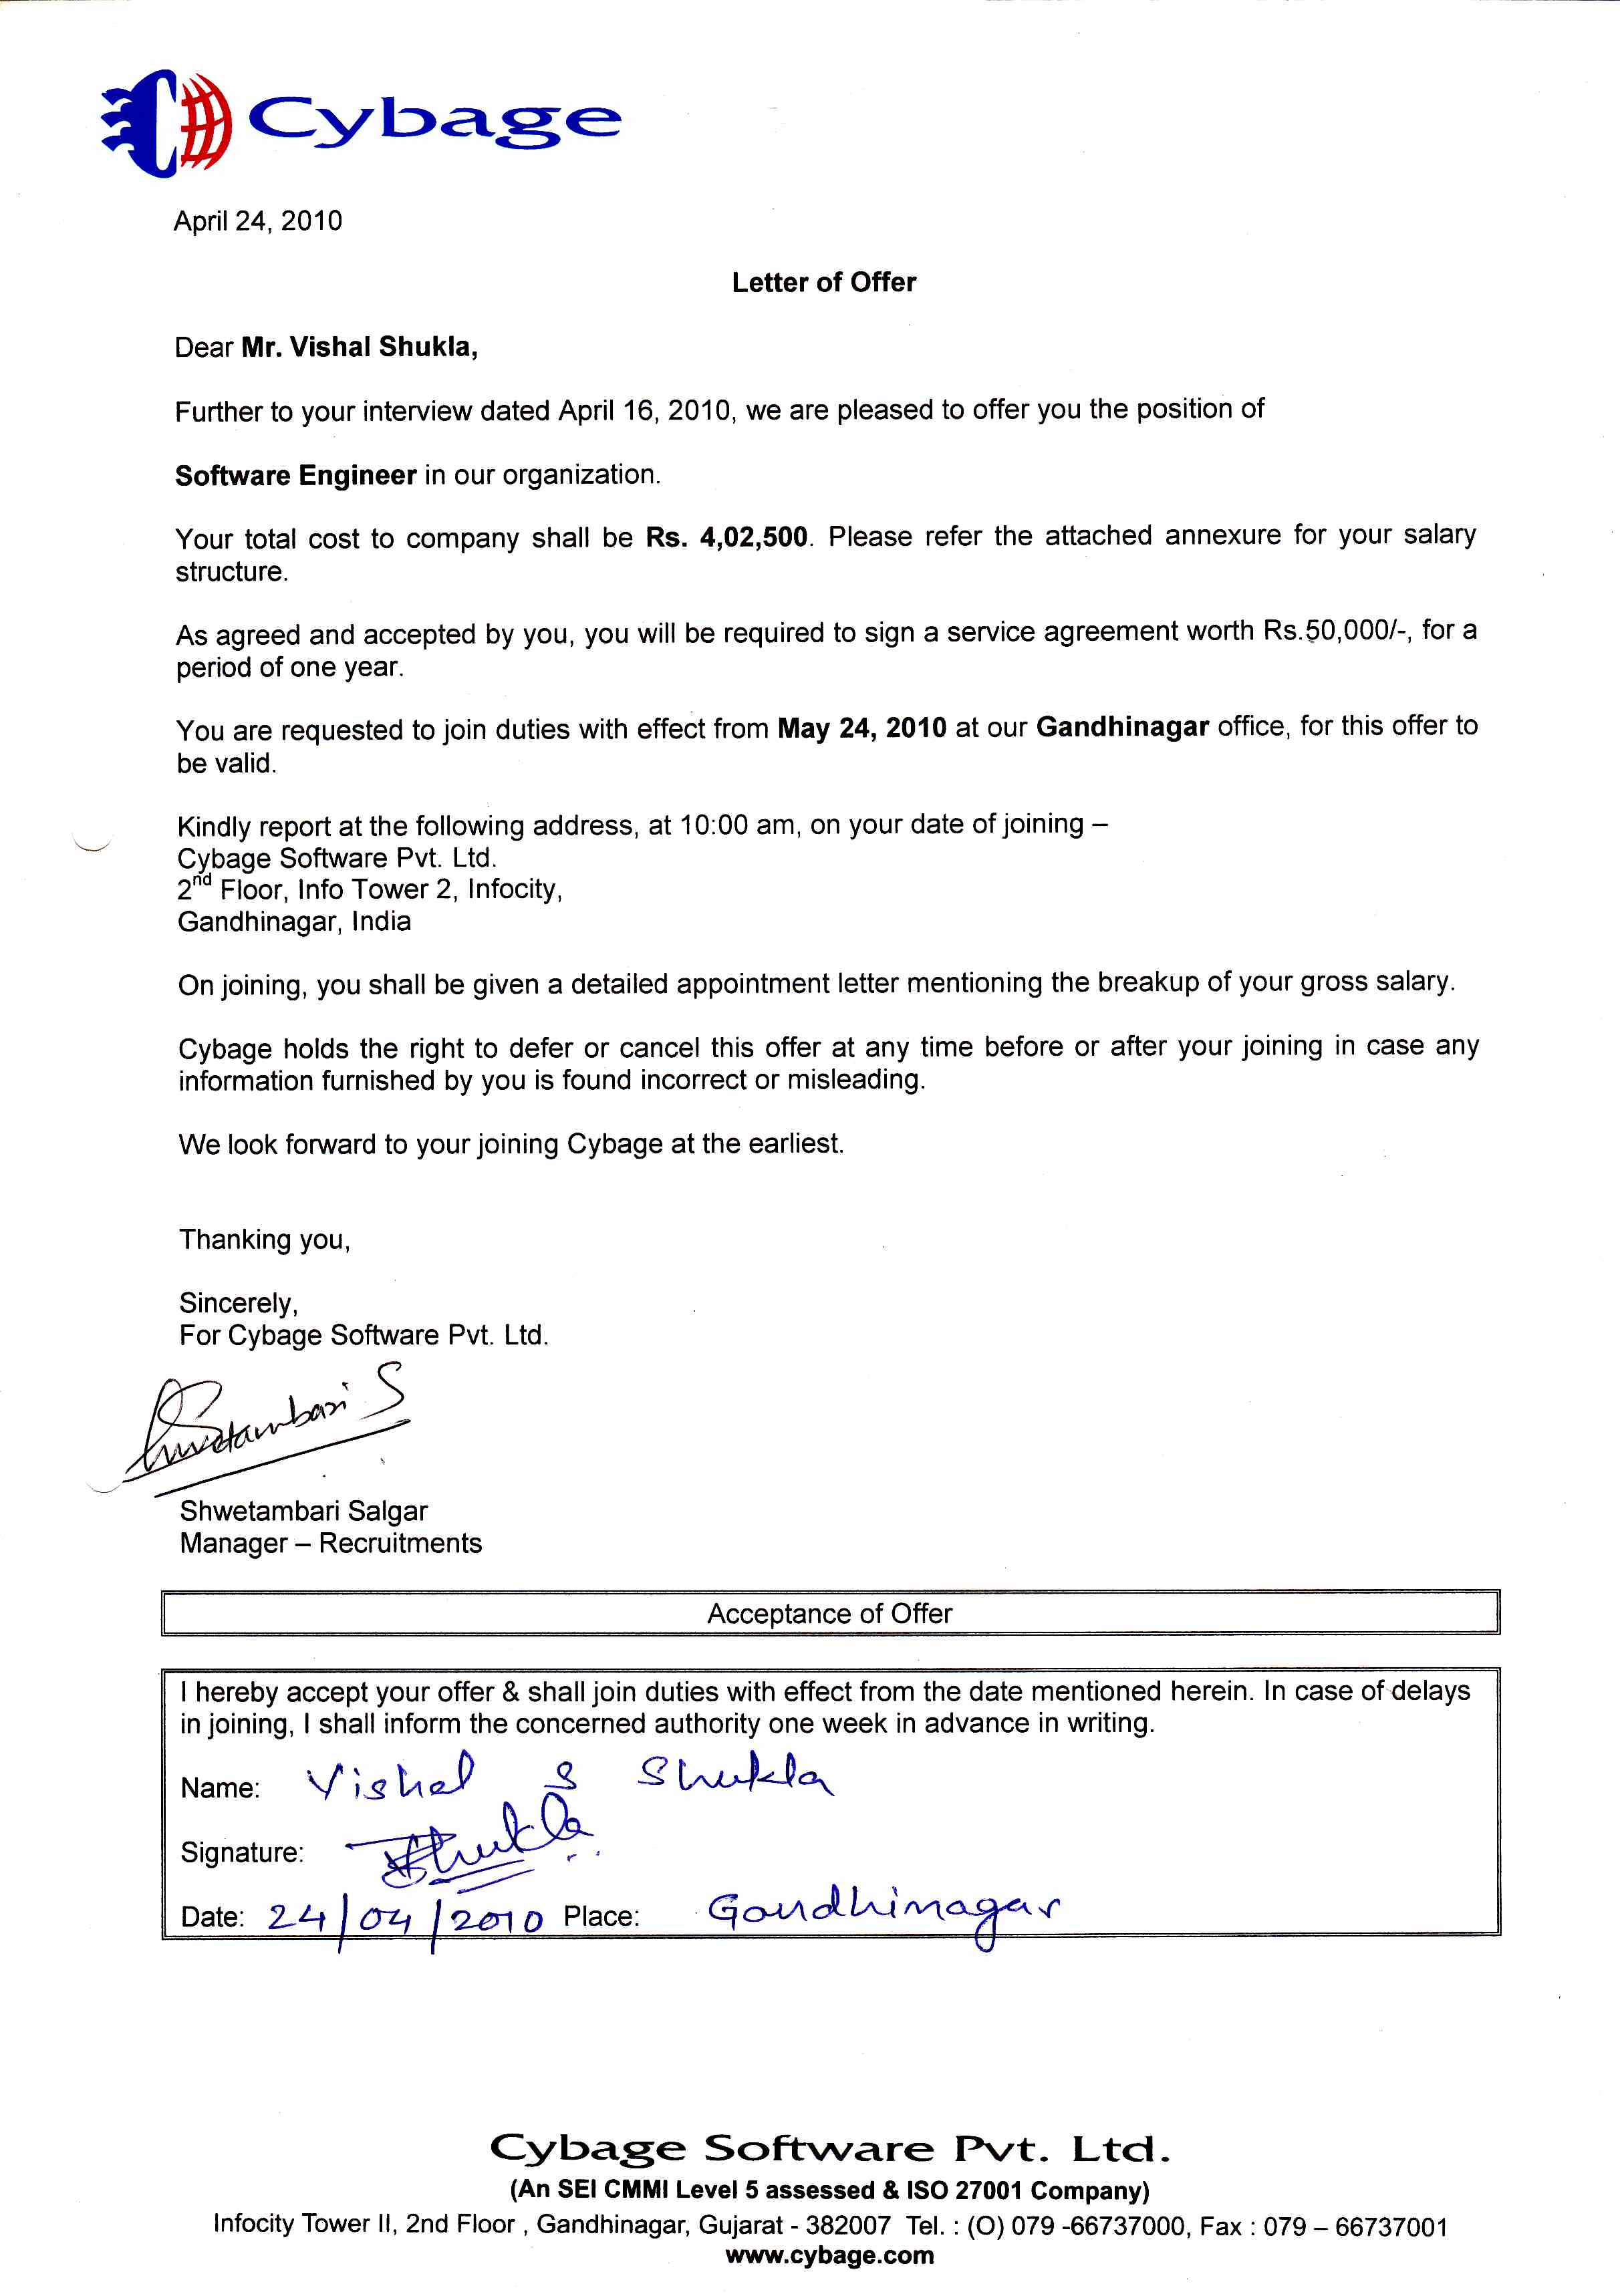 Cybage
April 24, 2010
Letter of Offer
Dear Mr. Vishal Shukla,
Further to your interview dated April 16, 2010, we are pleased to offer you the position of
Software Engineer in our organization.
Your total cost to company shall be Rs. 4,02,500. Please refer the attached annexure for your salary
structure.
As agreed and accepted by you, you will be required to sign a service agreement worth Rs.50,000/-, for a
period of one year.
You are requested to join duties with effect from May 24, 2010 at our Gandhinagar office, for this offer to
be valid.
Kindly report at the following address, at 10:00 am, on your date of joining –
Cybage Software Pvt. Ltd.
2nd Floor, Info Tower 2, Infocity,
Gandhinagar, India
On joining, you shall be given a detailed appointment letter mentioning the breakup of your gross salary.
Cybage holds the right to defer or cancel this offer at any time before or after your joining in case any
information furnished by you is found incorrect or misleading.
We look forward to your joining Cybage at the earliest.
Thanking you,
Sincerely,
For Cybage Software Pvt. Ltd.
Shwetambari S
Shwetambari Salgar
Manager – Recruitments
Acceptance of Offer
I hereby accept your offer & shall join duties with effect from the date mentioned herein. In case of delays
in joining, I shall inform the concerned authority one week in advance in writing.
Name: Vishal S Shukla
Signature: Shukla
Date: 24/04/2010 Place: Gandhinagar
Cybage Software Pvt. Ltd.
(An SEI CMMI Level 5 assessed & ISO 27001 Company)
Infocity Tower II, 2nd Floor , Gandhinagar, Gujarat - 382007 Tel. : (O) 079 -66737000, Fax : 079 – 66737001
www.cybage.com